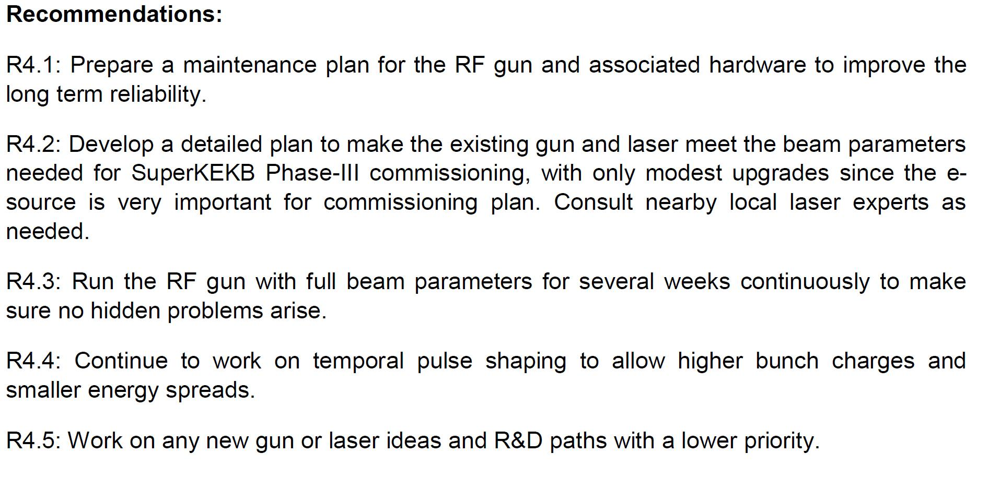 Recommendations:
R4.1: Prepare a maintenance plan for the RF gun and associated hardware to improve the
long term reliability.
R4.2: Develop a detailed plan to make the existing gun and laser meet the beam parameters
needed for SuperKEKB Phase-III commissioning, with only modest upgrades since the e-
source is very important for commissioning plan. Consult nearby local laser experts as
needed.
R4.3: Run the RF gun with full beam parameters for several weeks continuously to make
sure no hidden problems arise.
R4.4: Continue to work on temporal pulse shaping to allow higher bunch charges and
smaller energy spreads.
R4.5: Work on any new gun or laser ideas and R&D paths with a lower priority.